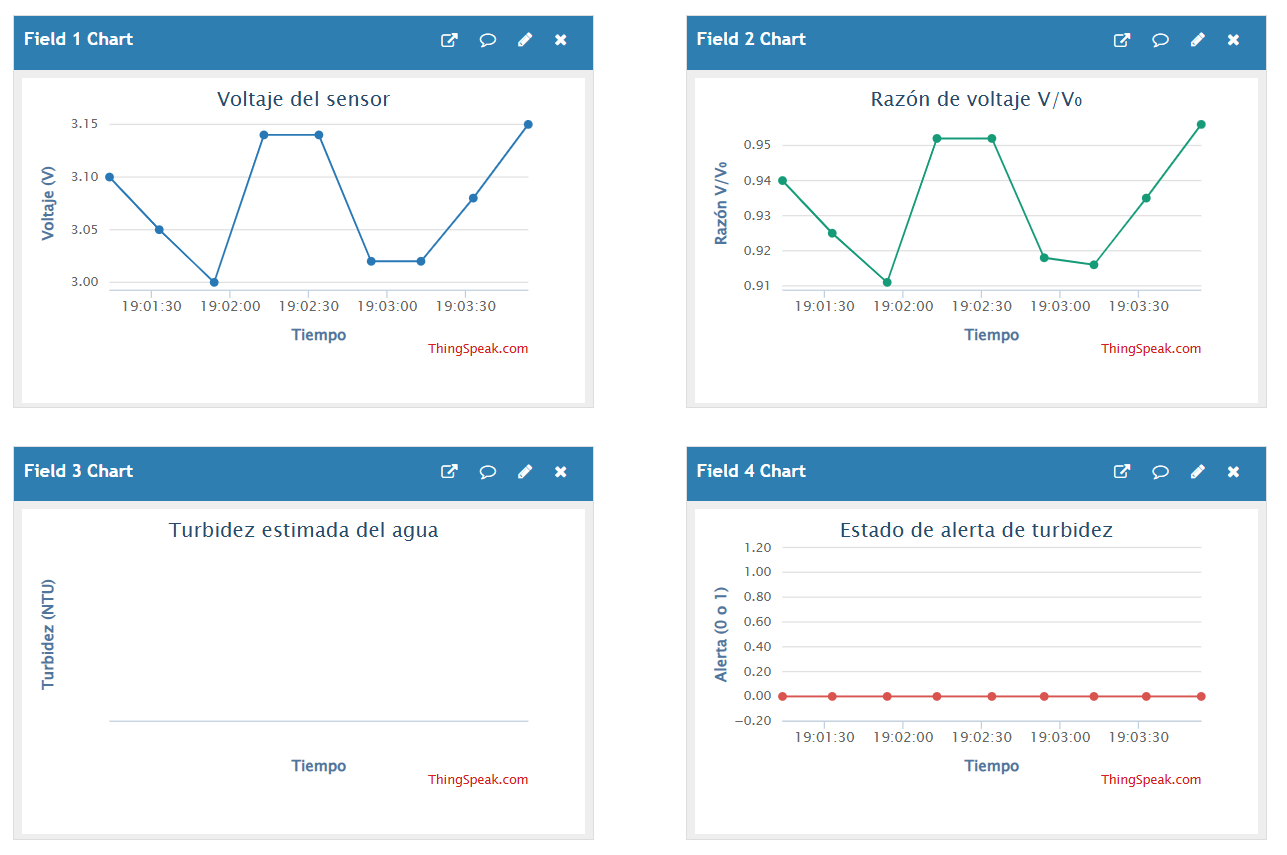 Field 1 Chart
Voltaje del sensor
3.15
3.10
3.05
3.00
Voltaje (V)
19:01:30 19:02:00 19:02:30 19:03:00 19:03:30
Tiempo
ThingSpeak.com
Field 2 Chart
Razón de voltaje V/V₀
0.95
0.94
0.93
0.92
0.91
Razón V/V₀
19:01:30 19:02:00 19:02:30 19:03:00 19:03:30
Tiempo
ThingSpeak.com
Field 3 Chart
Turbidez estimada del agua
Turbidez (NTU)
Tiempo
ThingSpeak.com
Field 4 Chart
Estado de alerta de turbidez
1.20
1.00
0.80
0.60
0.40
0.20
0.00
−0.20
Alerta (0 o 1)
19:01:30 19:02:00 19:02:30 19:03:00 19:03:30
Tiempo
ThingSpeak.com